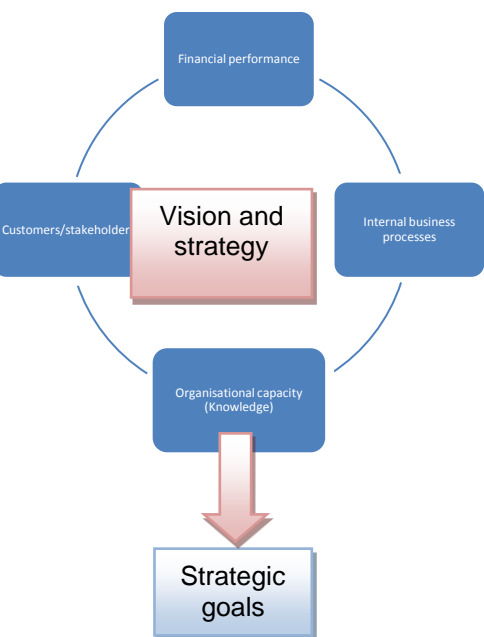 Financial performance
Customers/stakeholder
Vision and
strategy
Internal business
processes
Organisational capacity
(Knowledge)
Strategic
goals